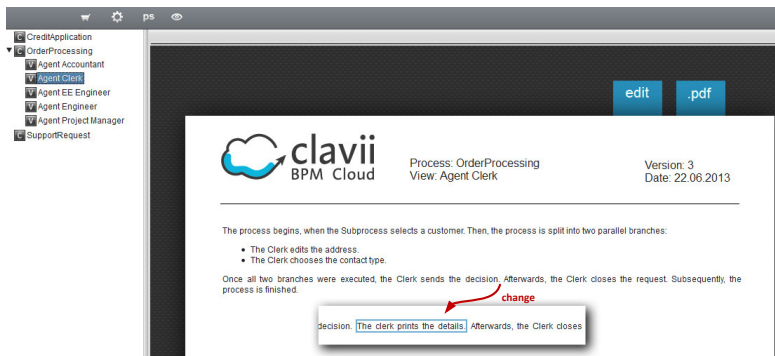 ps
C CreditApplication
C OrderProcessing
V Agent Accountant
V Agent Clerk
V Agent EE Engineer
V Agent Engineer
V Agent Project Manager
C SupportRequest
edit .pdf
clavii
BPM Cloud
Process: OrderProcessing
View: Agent Clerk
Version: 3
Date: 22.06.2013
The process begins, when the Subprocess selects a customer. Then, the process is split into two parallel branches:
• The Clerk edits the address.
• The Clerk chooses the contact type.
Once all two branches were executed, the Clerk sends the decision. Afterwards, the Clerk closes the request. Subsequently, the
process is finished.
change
decision. The clerk prints the details. Afterwards, the Clerk closes